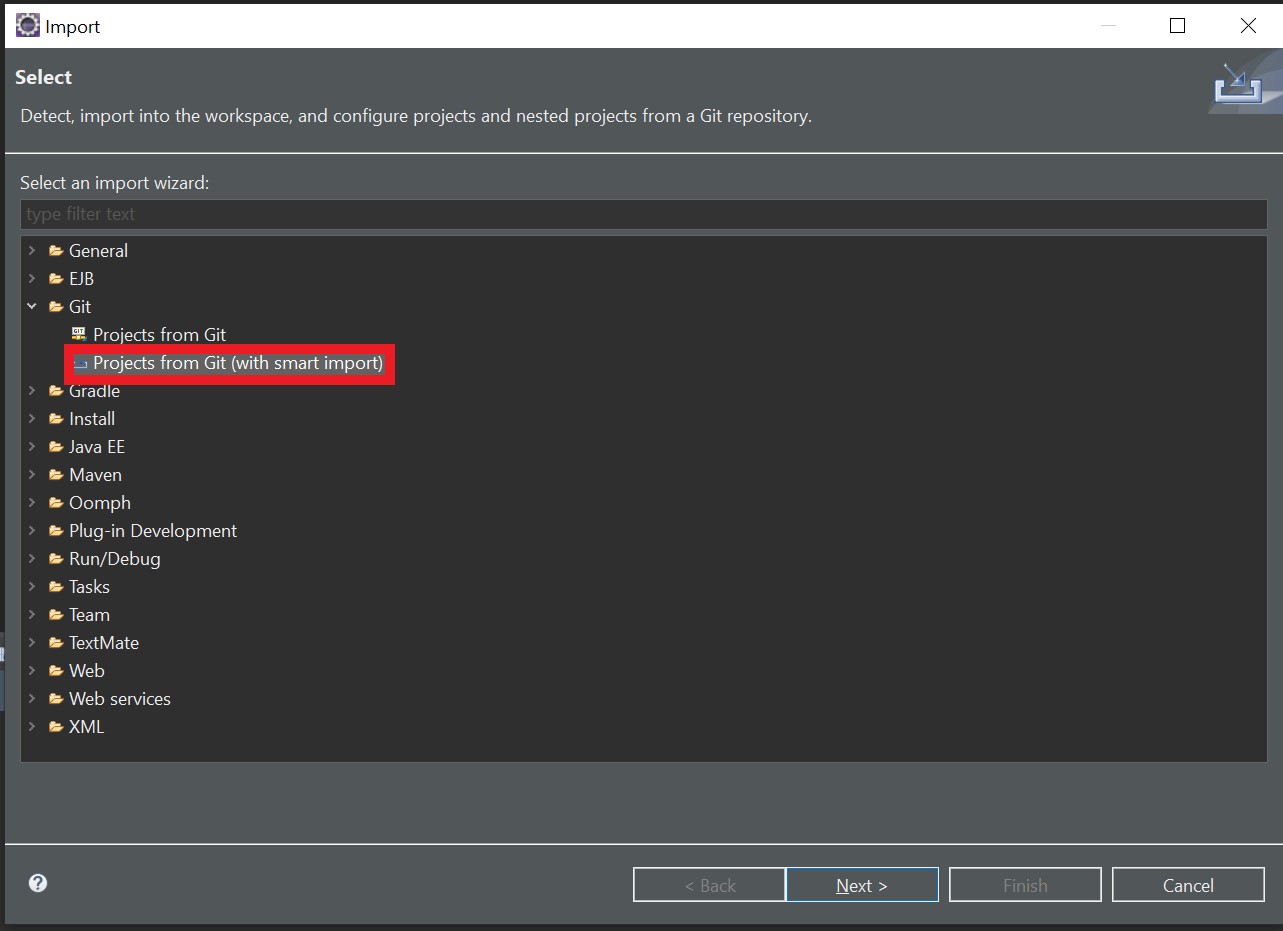 Import
Select
Detect, import into the workspace, and configure projects and nested projects from a Git repository.
Select an import wizard:
type filter text
General
EJB
Git
GIT Projects from Git
Projects from Git (with smart import)
Gradle
Install
Java EE
Maven
Oomph
Plug-in Development
Run/Debug
Tasks
Team
TextMate
Web
Web services
XML
?
< Back Next > Finish Cancel